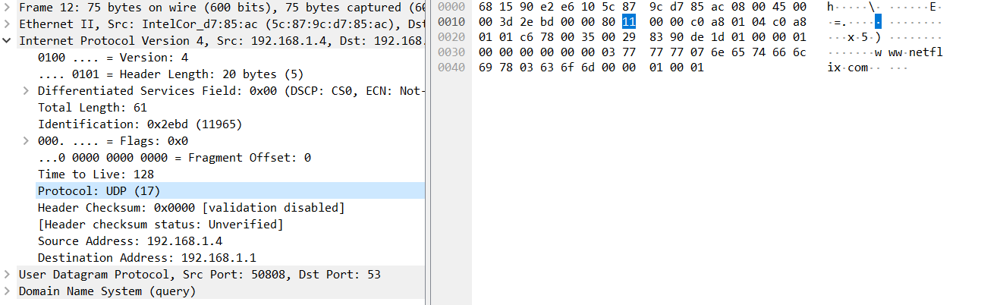 Frame 12: 75 bytes on wire (600 bits), 75 bytes captured (60
Ethernet II, Src: IntelCor_d7:85:ac (5c:87:9c:d7:85:ac), Dst
Internet Protocol Version 4, Src: 192.168.1.4, Dst: 192.168.
0100 .... = Version: 4
.... 0101 = Header Length: 20 bytes (5)
Differentiated Services Field: 0x00 (DSCP: CS0, ECN: Not-
Total Length: 61
Identification: 0x2ebd (11965)
000. .... = Flags: 0x0
...0 0000 0000 0000 = Fragment Offset: 0
Time to Live: 128
Protocol: UDP (17)
Header Checksum: 0x0000 [validation disabled]
[Header checksum status: Unverified]
Source Address: 192.168.1.4
Destination Address: 192.168.1.1
User Datagram Protocol, Src Port: 50808, Dst Port: 53
Domain Name System (query)
0000 68 15 90 e2 e6 10 5c 87 9c d7 85 ac 08 00 45 00 h·····\· ······E·
0010 00 3d 2e bd 00 00 80 11 00 00 c0 a8 01 04 c0 a8 ·=.····· ········
0020 01 01 c6 78 00 35 00 29 83 90 de 1d 01 00 00 01 ···x·5·) ········
0030 00 00 00 00 00 00 03 77 77 77 07 6e 65 74 66 6c ·······w ww·netfl
0040 69 78 03 63 6f 6d 00 00 01 00 01 ix·com·· ···